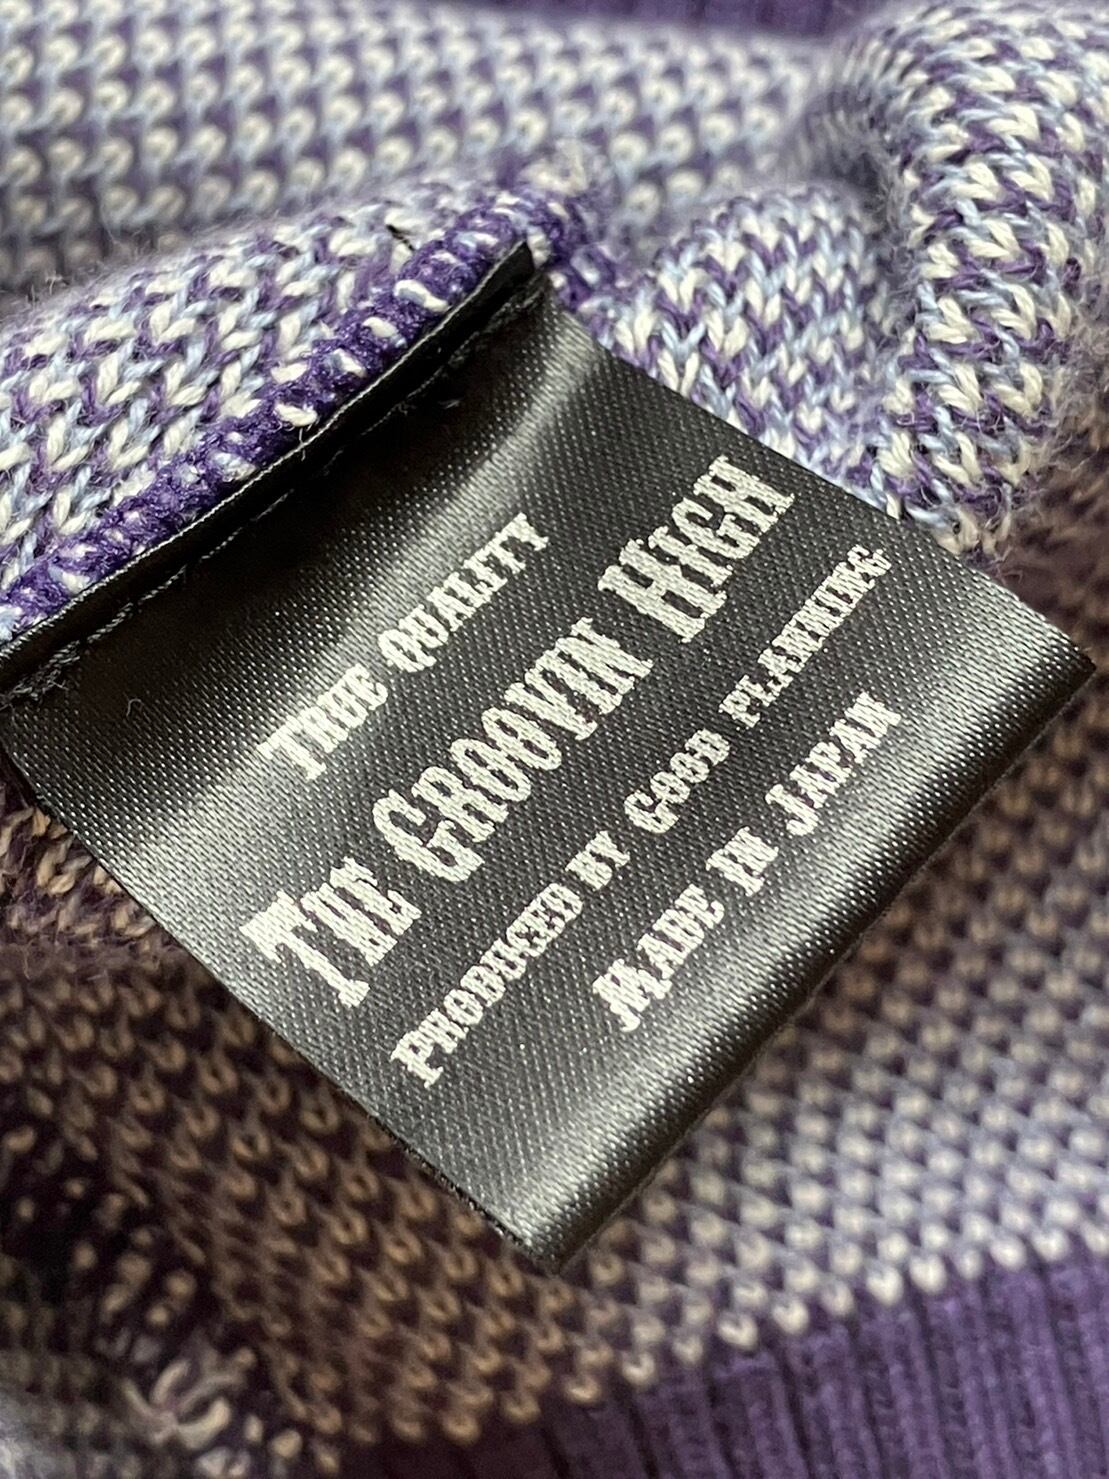 TRUE QUALITY
THE GROOVIN HIGH
PRODUCED BY GOOD PLANNING
MADE IN JAPAN